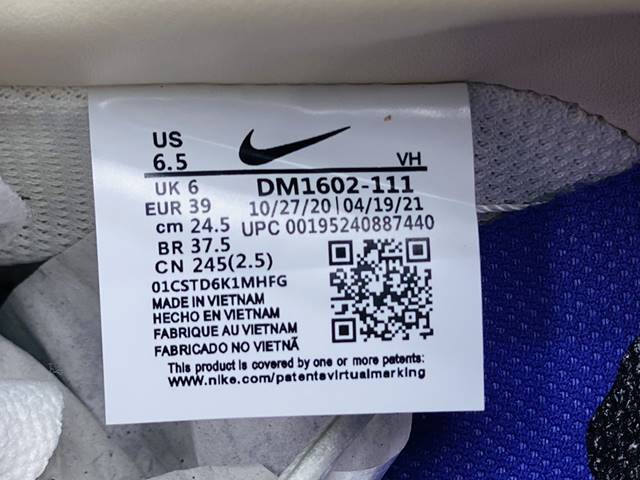 US
6.5
VH
UK 6
DM1602-111
EUR 39
10/27/20 | 04/19/21
cm 24.5
UPC 00195240887440
BR 37.5
CN 245(2.5)
01CSTD6K1MHFG
MADE IN VIETNAM
HECHO EN VIETNAM
FABRIQUE AU VIETNAM
FABRICADO NO VIETNÃ
This product is covered by one or more patents:
www.nike.com/patentsvirtualmarking